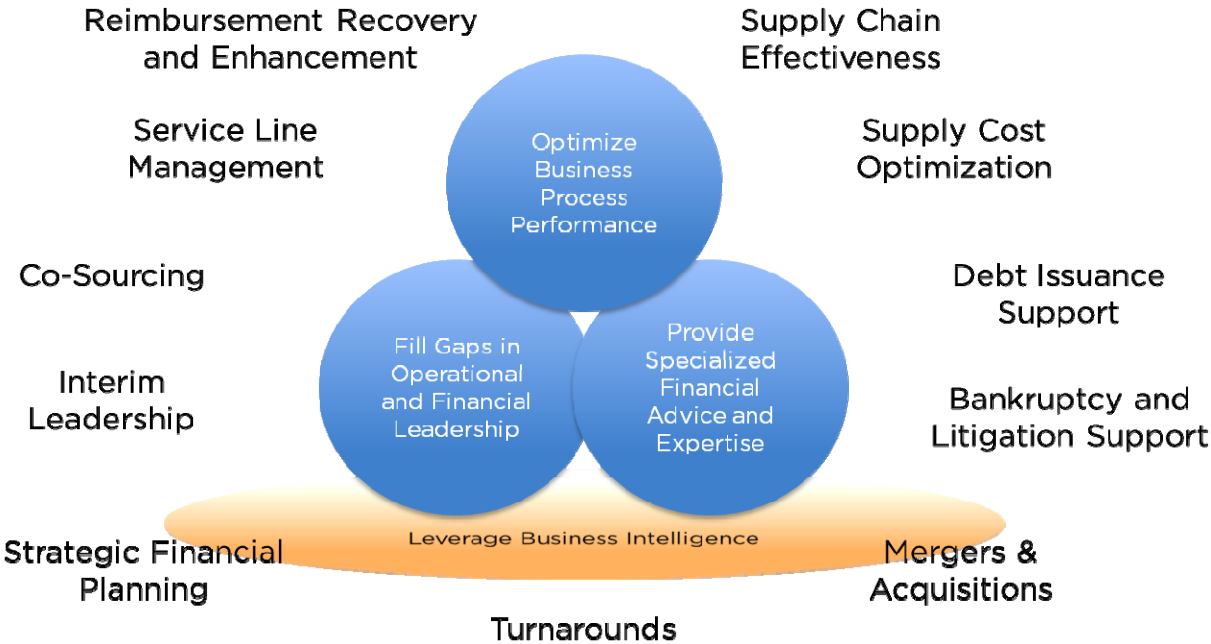 Reimbursement Recovery
and Enhancement
Supply Chain
Effectiveness
Service Line
Management
Supply Cost
Optimization
Optimize
Business
Process
Performance
Co-Sourcing
Debt Issuance
Support
Fill Gaps in
Operational
and Financial
Leadership
Provide
Specialized
Financial
Advice and
Expertise
Interim
Leadership
Bankruptcy and
Litigation Support
Leverage Business Intelligence
Strategic Financial
Planning
Mergers &
Acquisitions
Turnarounds